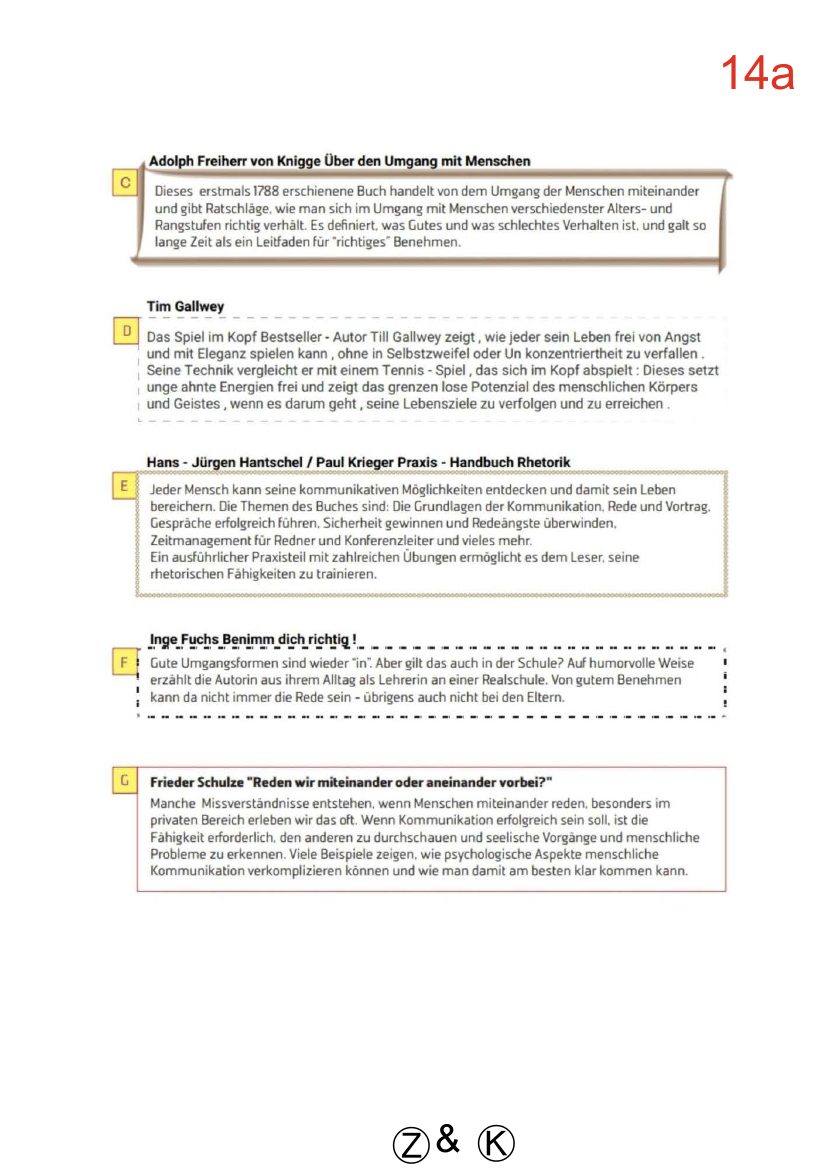 14a
Adolph Freiherr von Knigge Über den Umgang mit Menschen
C
Dieses erstmals 1788 erschienene Buch handelt von dem Umgang der Menschen miteinander
und gibt Ratschläge, wie man sich im Umgang mit Menschen verschiedenster Alters- und
Rangstufen richtig verhält. Es definiert, was Gutes und was schlechtes Verhalten ist, und galt so
lange Zeit als ein Leitfaden für "richtiges" Benehmen.
Tim Gallwey
D
Das Spiel im Kopf Bestseller - Autor Till Gallwey zeigt , wie jeder sein Leben frei von Angst
und mit Eleganz spielen kann , ohne in Selbstzweifel oder Un konzentriertheit zu verfallen .
Seine Technik vergleicht er mit einem Tennis - Spiel , das sich im Kopf abspielt : Dieses setzt
unge ahnte Energien frei und zeigt das grenzen lose Potenzial des menschlichen Körpers
und Geistes , wenn es darum geht , seine Lebensziele zu verfolgen und zu erreichen .
Hans - Jürgen Hantschel / Paul Krieger Praxis - Handbuch Rhetorik
E
Jeder Mensch kann seine kommunikativen Möglichkeiten entdecken und damit sein Leben
bereichern. Die Themen des Buches sind: Die Grundlagen der Kommunikation, Rede und Vortrag,
Gespräche erfolgreich führen, Sicherheit gewinnen und Redeängste überwinden,
Zeitmanagement für Redner und Konferenzleiter und vieles mehr.
Ein ausführlicher Praxisteil mit zahlreichen Übungen ermöglicht es dem Leser, seine
rhetorischen Fähigkeiten zu trainieren.
Inge Fuchs Benimm dich richtig !
F
Gute Umgangsformen sind wieder "in". Aber gilt das auch in der Schule? Auf humorvolle Weise
erzählt die Autorin aus ihrem Alltag als Lehrerin an einer Realschule. Von gutem Benehmen
kann da nicht immer die Rede sein - übrigens auch nicht bei den Eltern.
G
Frieder Schulze "Reden wir miteinander oder aneinander vorbei?"
Manche Missverständnisse entstehen, wenn Menschen miteinander reden, besonders im
privaten Bereich erleben wir das oft. Wenn Kommunikation erfolgreich sein soll, ist die
Fähigkeit erforderlich, den anderen zu durchschauen und seelische Vorgänge und menschliche
Probleme zu erkennen. Viele Beispiele zeigen, wie psychologische Aspekte menschliche
Kommunikation verkomplizieren können und wie man damit am besten klar kommen kann.
Z & K